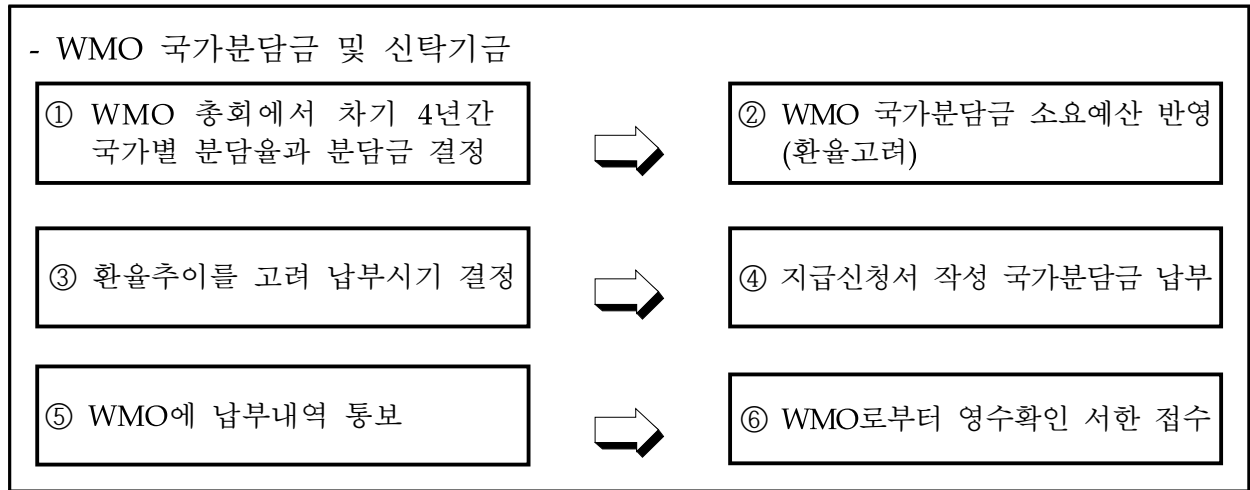 - WMO 국가분담금 및 신탁기금
① WMO 총회에서 차기 4년간
국가별 분담율과 분담금 결정
② WMO 국가분담금 소요예산 반영
(환율고려)
③ 환율추이를 고려 납부시기 결정
④ 지급신청서 작성 국가분담금 납부
⑤ WMO에 납부내역 통보
⑥ WMO로부터 영수확인 서한 접수